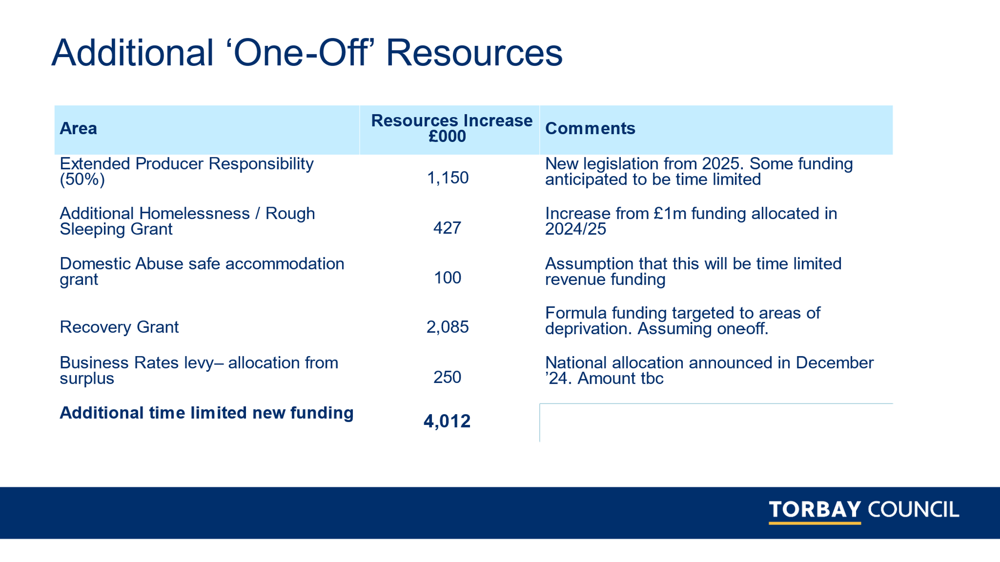 Additional ‘One-Off’ Resources
Area
Resources Increase
£000
Comments
Extended Producer Responsibility
(50%)
1,150
New legislation from 2025. Some funding
anticipated to be time limited
Additional Homelessness / Rough
Sleeping Grant
427
Increase from £1m funding allocated in
2024/25
Domestic Abuse safe accommodation
grant
100
Assumption that this will be time limited
revenue funding
Recovery Grant
2,085
Formula funding targeted to areas of
deprivation. Assuming one-off.
Business Rates levy– allocation from
surplus
250
National allocation announced in December
’24. Amount tbc
Additional time limited new funding
4,012
TORBAY COUNCIL